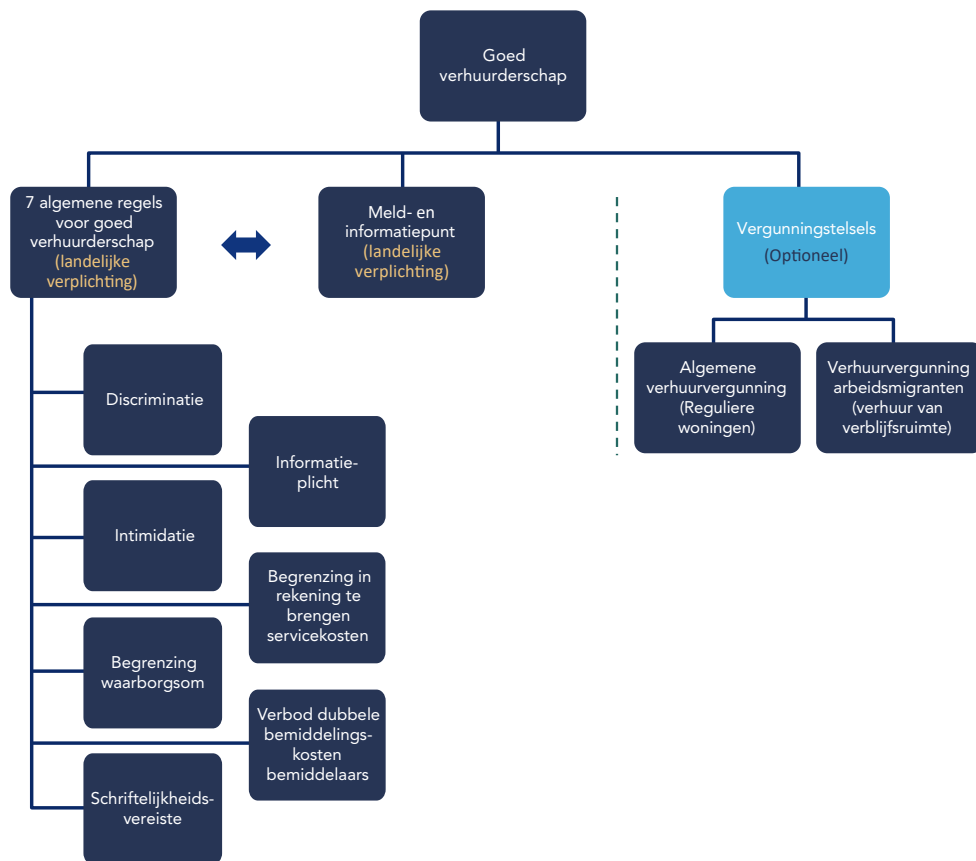 Goed
verhuurderschap
7 algemene regels
voor goed
verhuurderschap
(landelijke
verplichting)
Meld- en
informatiepunt
(landelijke
verplichting)
Vergunningstelsels
(Optioneel)
Algemene
verhuurvergunning
(Reguliere
woningen)
Verhuurvergunning
arbeidsmigranten
(verhuur van
verblijfsruimte)
Discriminatie
Informatie-
plicht
Intimidatie
Begrenzing in
rekening te
brengen
servicekosten
Begrenzing
waarborgsom
Verbod dubbele
bemiddelings-
kosten
bemiddelaars
Schriftelijkheids-
vereiste